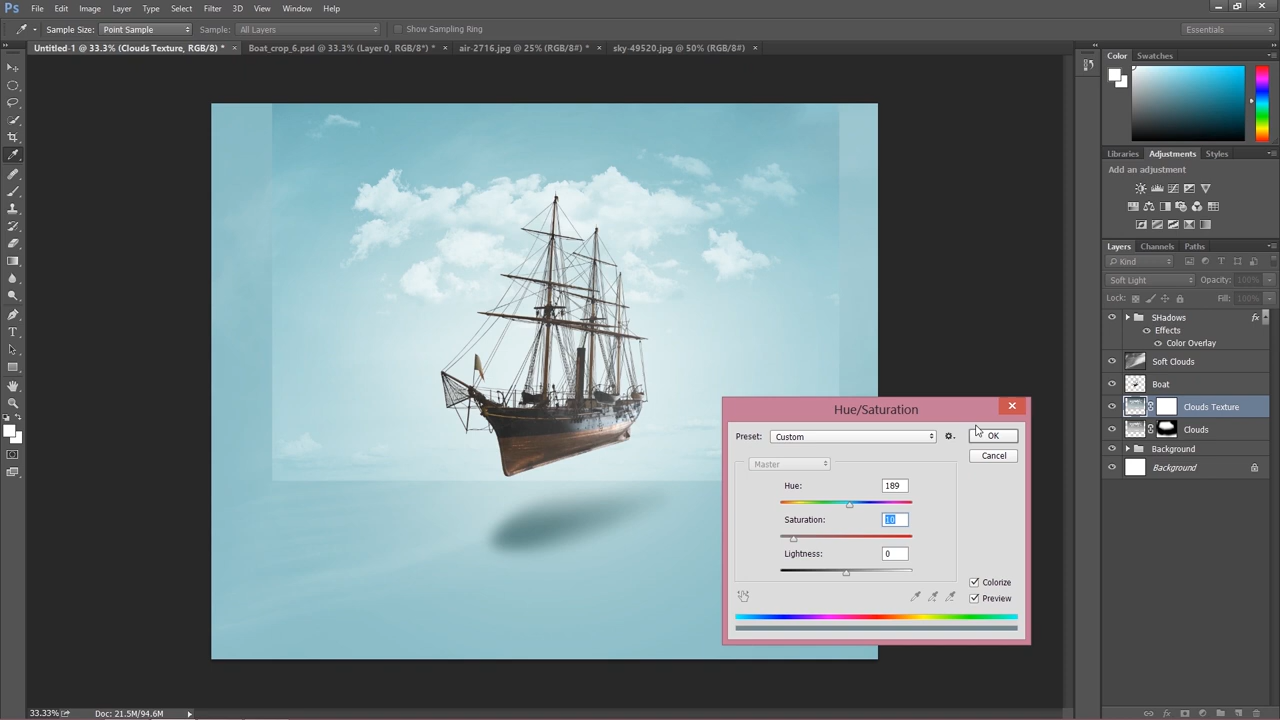 Ps File Edit Image Layer Type Select Filter 3D View Window Help
Sample Size: Point Sample Sample: All Layers Show Sampling Ring Essentials
Untitled-1 @ 33.3% (Clouds Texture, RGB/8) * × Boat_crop_6.psd @ 33.3% (Layer 0, RGB/8*) * × air-2716.jpg @ 25% (RGB/8#) * × sky-49520.jpg @ 50% (RGB/8#) ×
Color Swatches
Libraries Adjustments Styles
Add an adjustment
Layers Channels Paths
Kind
Soft Light Opacity: 100%
Lock: Fill: 100%
SHadows fx
Effects
Color Overlay
Soft Clouds
Boat
Clouds Texture
Clouds
Background
Background
Hue/Saturation
Preset: Custom OK
Cancel
Master
Hue: 189
Saturation: 10
Lightness: 0
Colorize
Preview
33.33% Doc: 21.5M/94.6M
fx